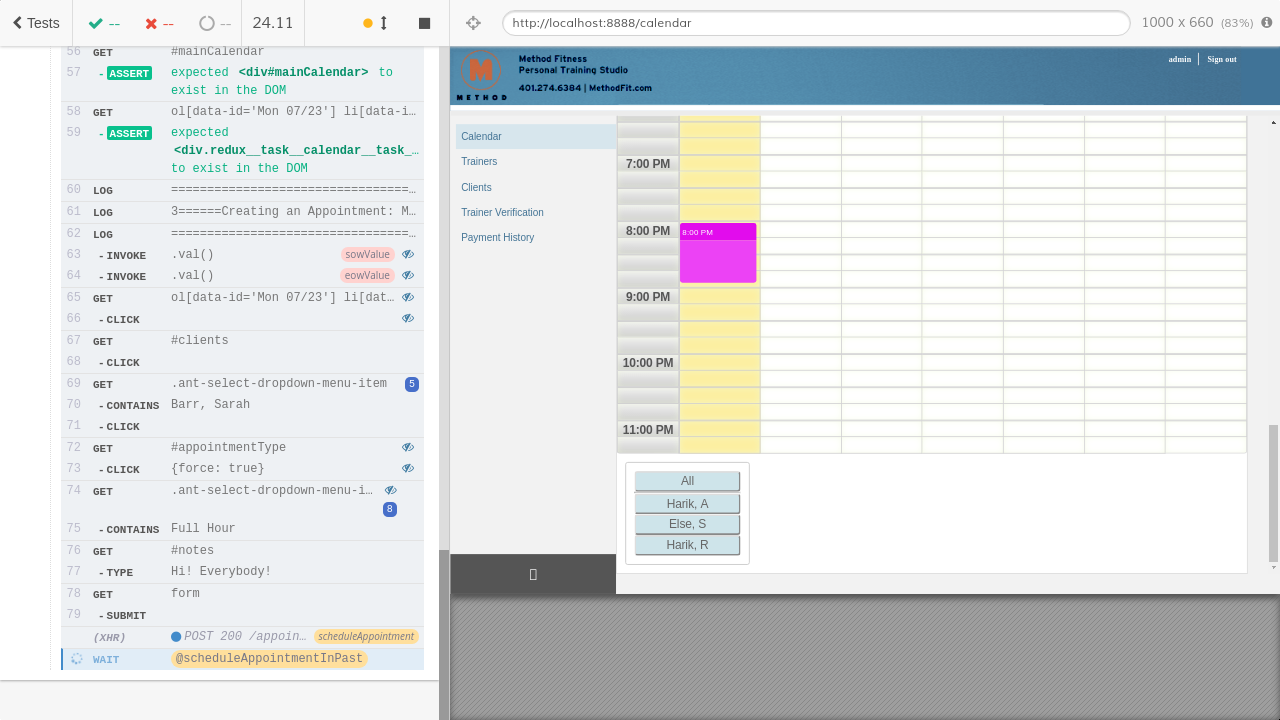 Tests
--
--
--
24.11
http://localhost:8888/calendar
1000 x 660 (83%)
56 GET #mainCalendar
57 - ASSERT expected <div#mainCalendar> to
exist in the DOM
58 GET ol[data-id='Mon 07/23'] li[data-i…
59 - ASSERT expected
<div.redux__task__calendar__task_…
to exist in the DOM
60 LOG =================================…
61 LOG 3======Creating an Appointment: M…
62 LOG =================================…
63 - INVOKE .val() sowValue
64 - INVOKE .val() eowValue
65 GET ol[data-id='Mon 07/23'] li[dat…
66 - CLICK
67 GET #clients
68 - CLICK
69 GET .ant-select-dropdown-menu-item 5
70 - CONTAINS Barr, Sarah
71 - CLICK
72 GET #appointmentType
73 - CLICK {force: true}
74 GET .ant-select-dropdown-menu-i…
8
75 - CONTAINS Full Hour
76 GET #notes
77 - TYPE Hi! Everybody!
78 GET form
79 - SUBMIT
(XHR) POST 200 /appoin… scheduleAppointment
WAIT @scheduleAppointmentInPast
M
METHOD
Method Fitness
Personal Training Studio
401.274.6384 | MethodFit.com
admin
Sign out
Calendar
Trainers
Clients
Trainer Verification
Payment History
7:00 PM
8:00 PM
8:00 PM
9:00 PM
10:00 PM
11:00 PM
All
Harik, A
Else, S
Harik, R